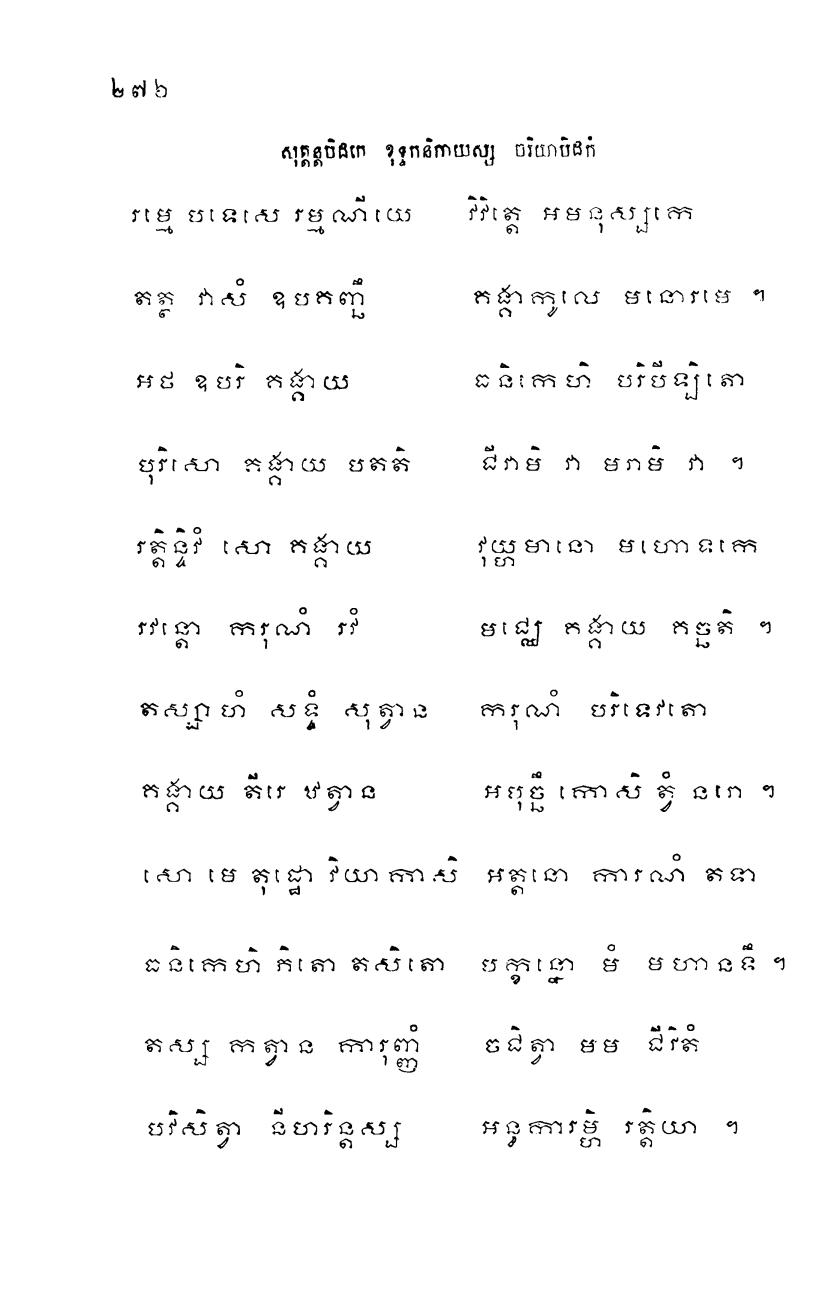 ២៧៦
សុត្តន្តបិដកេ ខុទ្ទកនិកាយស្ស ចរិយាបិដកំ
រម្មេ បទេសេ រម្មណីយេ វិវិត្តេ អមនុស្សកេ
តត្ថ វាសំ ឧបគញ្ឆឹ គង្គាកូលេ មនោរមេ ។
អថ ឧបរិ គង្គាយ ធនិកេហិ បរិបីឡិតោ
បុរិសោ គង្គាយ បតតិ ជីវាមិ វា មរាមិ វា ។
រត្តិន្ទិវំ សោ គង្គាយ វុយ្ហមានោ មហោទកេ
រវន្តោ ករុណំ រវំ មជ្ឈេ គង្គាយ គច្ឆតិ ។
តស្សាហំ សទ្ទំ សុត្វាន ករុណំ បរិទេវតោ
គង្គាយ តីរេ ឋត្វាន អបុច្ឆឹ កោសិ ត្វំ នរោ ។
សោ មេ តុដ្ឋោ វិយាកាសិ អត្តនោ ការណំ តទា
ធនិកេហិ ភិតោ តសិតោ បក្ខន្នោ មំ មហានទឹ ។
តស្ស កត្វាន ការុញ្ញំ ចជិត្វា មម ជីវិតំ
បវិសិត្វា នីហរិន្តស្ស អន្ធការម្ហិ រត្តិយា ។